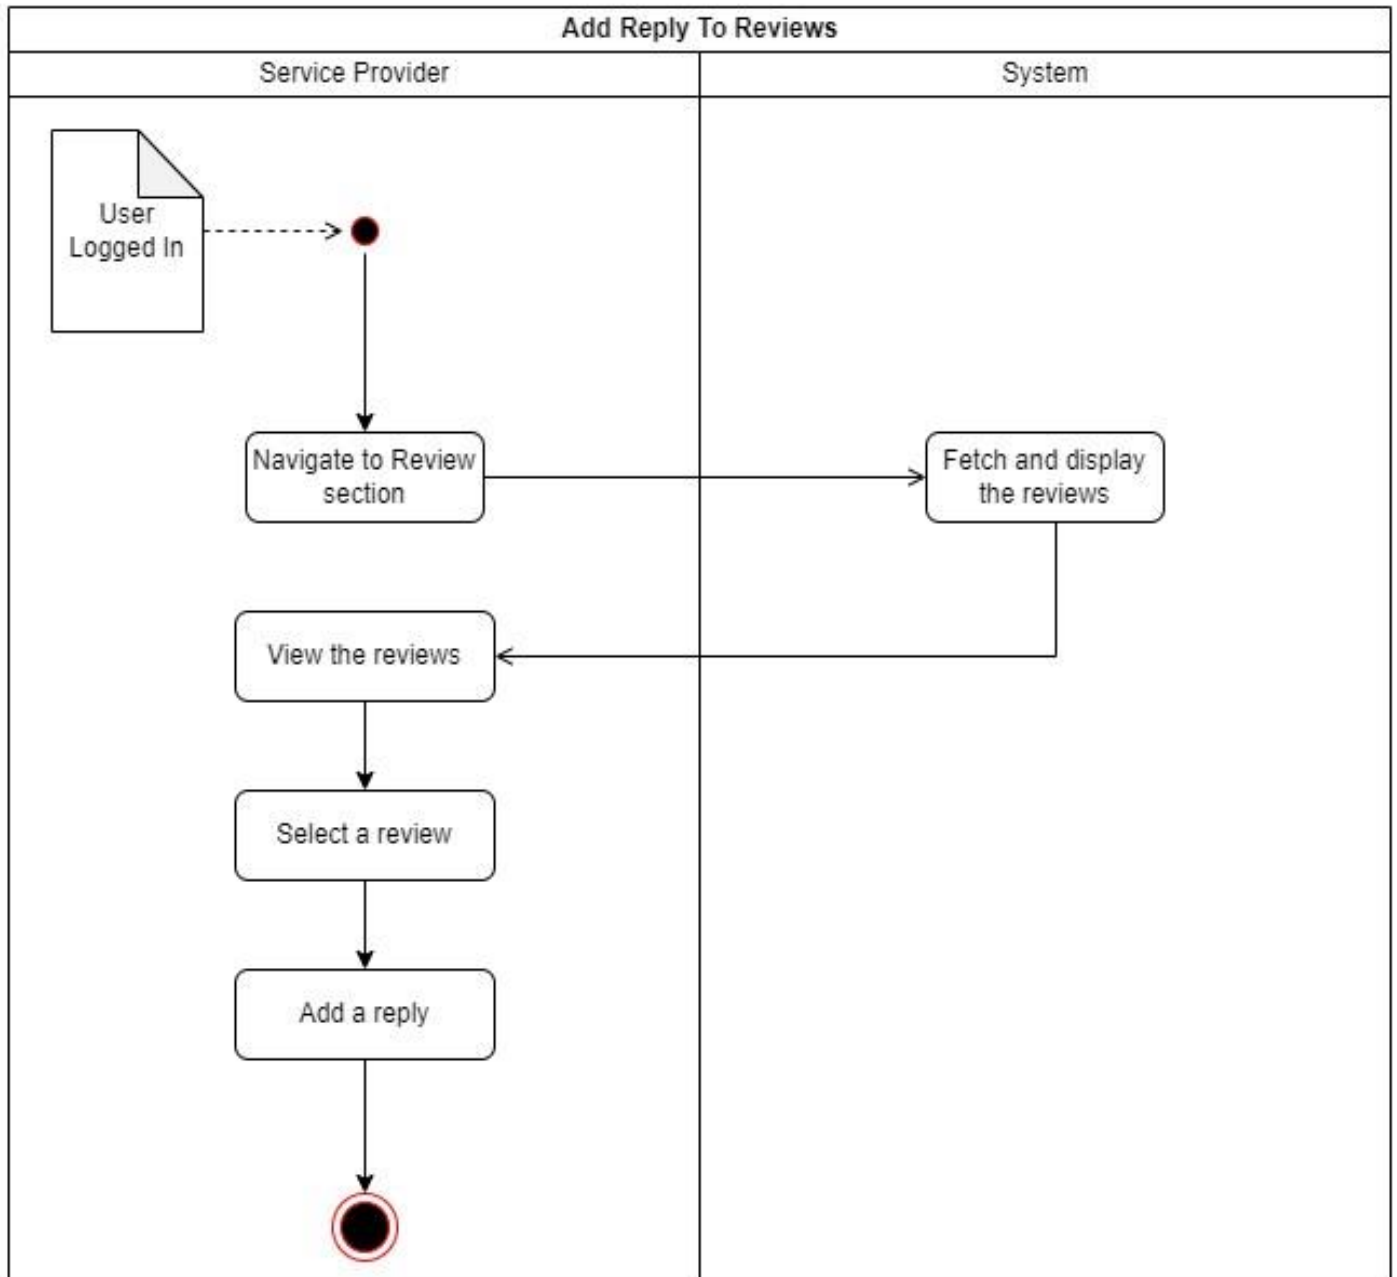 Add Reply To Reviews
Service Provider
System
User
Logged In
Navigate to Review
section
Fetch and display
the reviews
View the reviews
Select a review
Add a reply